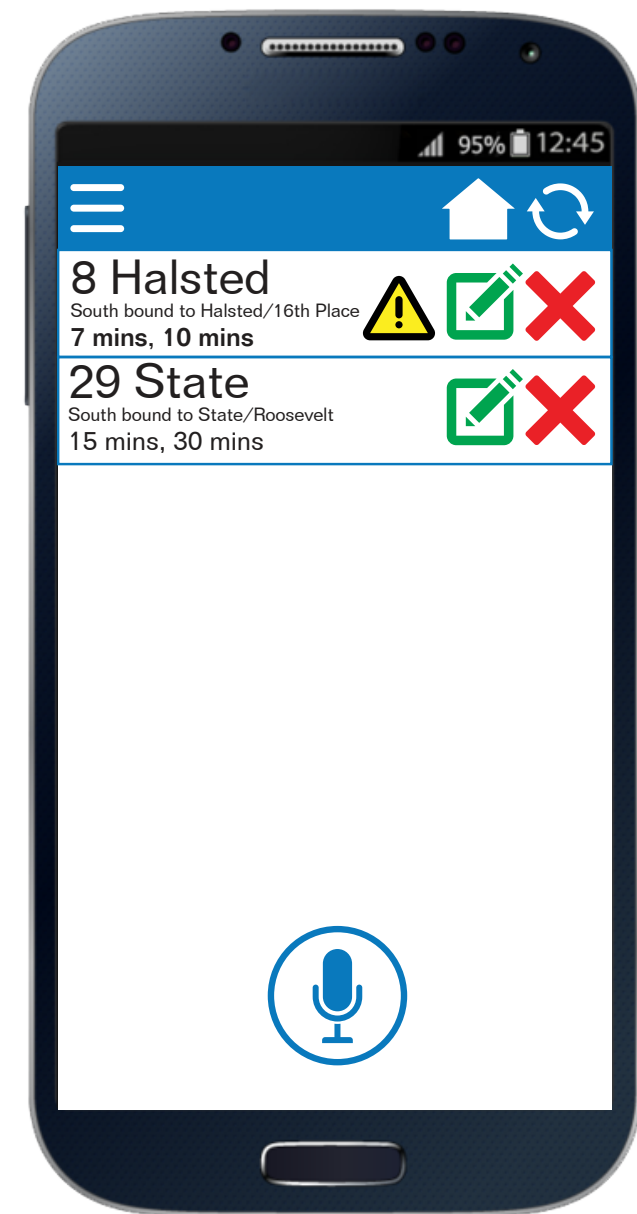 95% 12:45
8 Halsted
South bound to Halsted/16th Place
7 mins, 10 mins
29 State
South bound to State/Roosevelt
15 mins, 30 mins